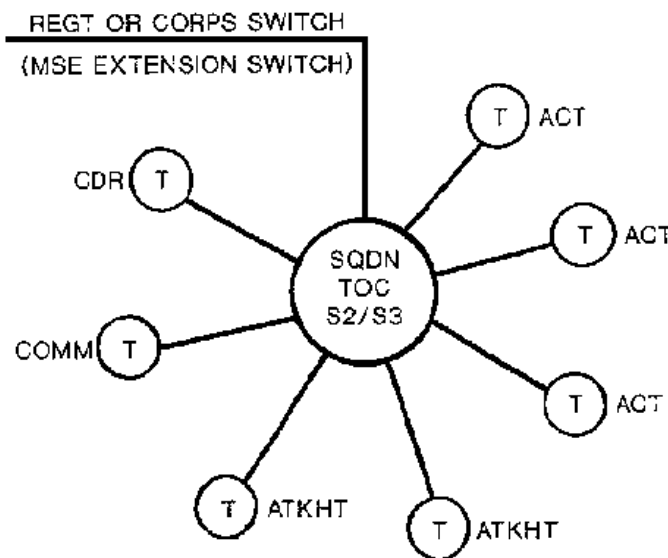 REGT OR CORPS SWITCH
(MSE EXTENSION SWITCH)
T ACT
CDR T
T ACT
SQDN
TOC
S2/S3
COMM T
T ACT
T ATKHT
T ATKHT